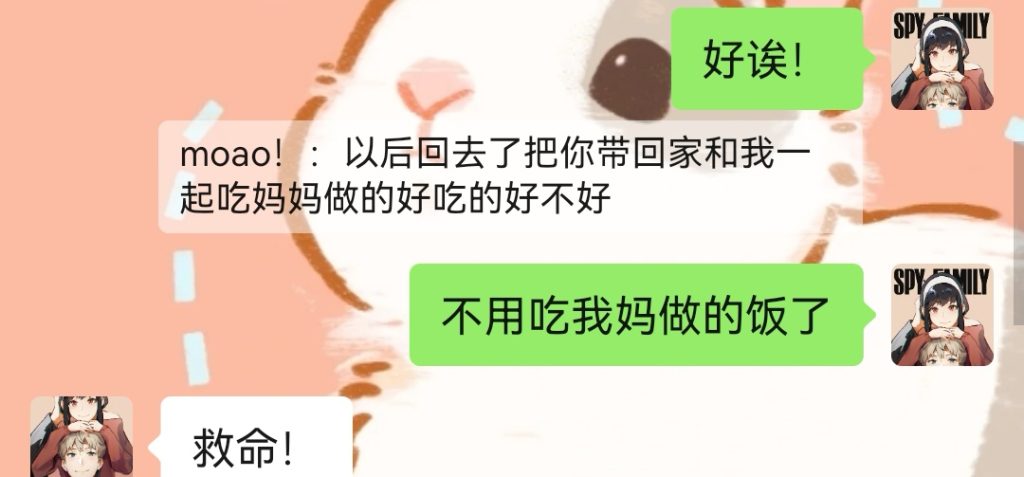 好诶！
SPY FAMILY
moao！：以后回去了把你带回家和我一
起吃妈妈做的好吃的好不好
不用吃我妈做的饭了
SPY FAMILY
救命！